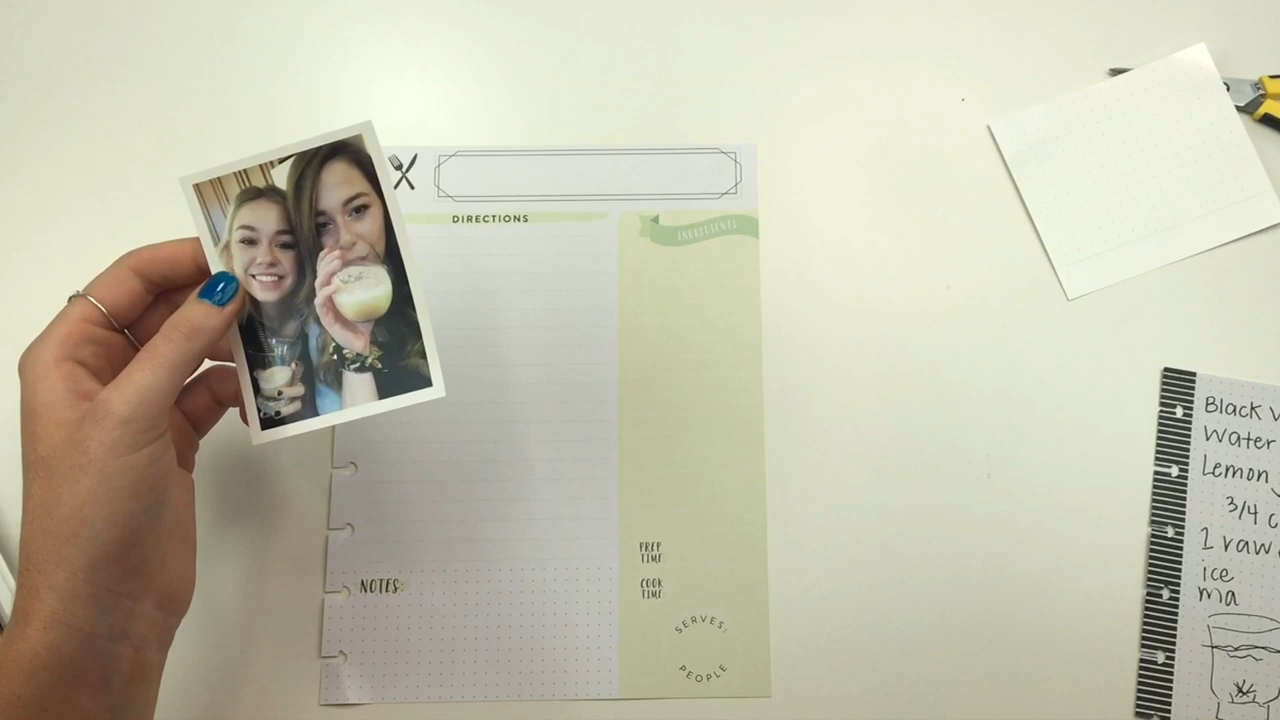 DIRECTIONS
INGREDIENTS
PREP
TIME:
COOK
TIME:
NOTES:
SERVES:
PEOPLE
Black
Water
Lemon
3/4 c
1 raw
ice
ma